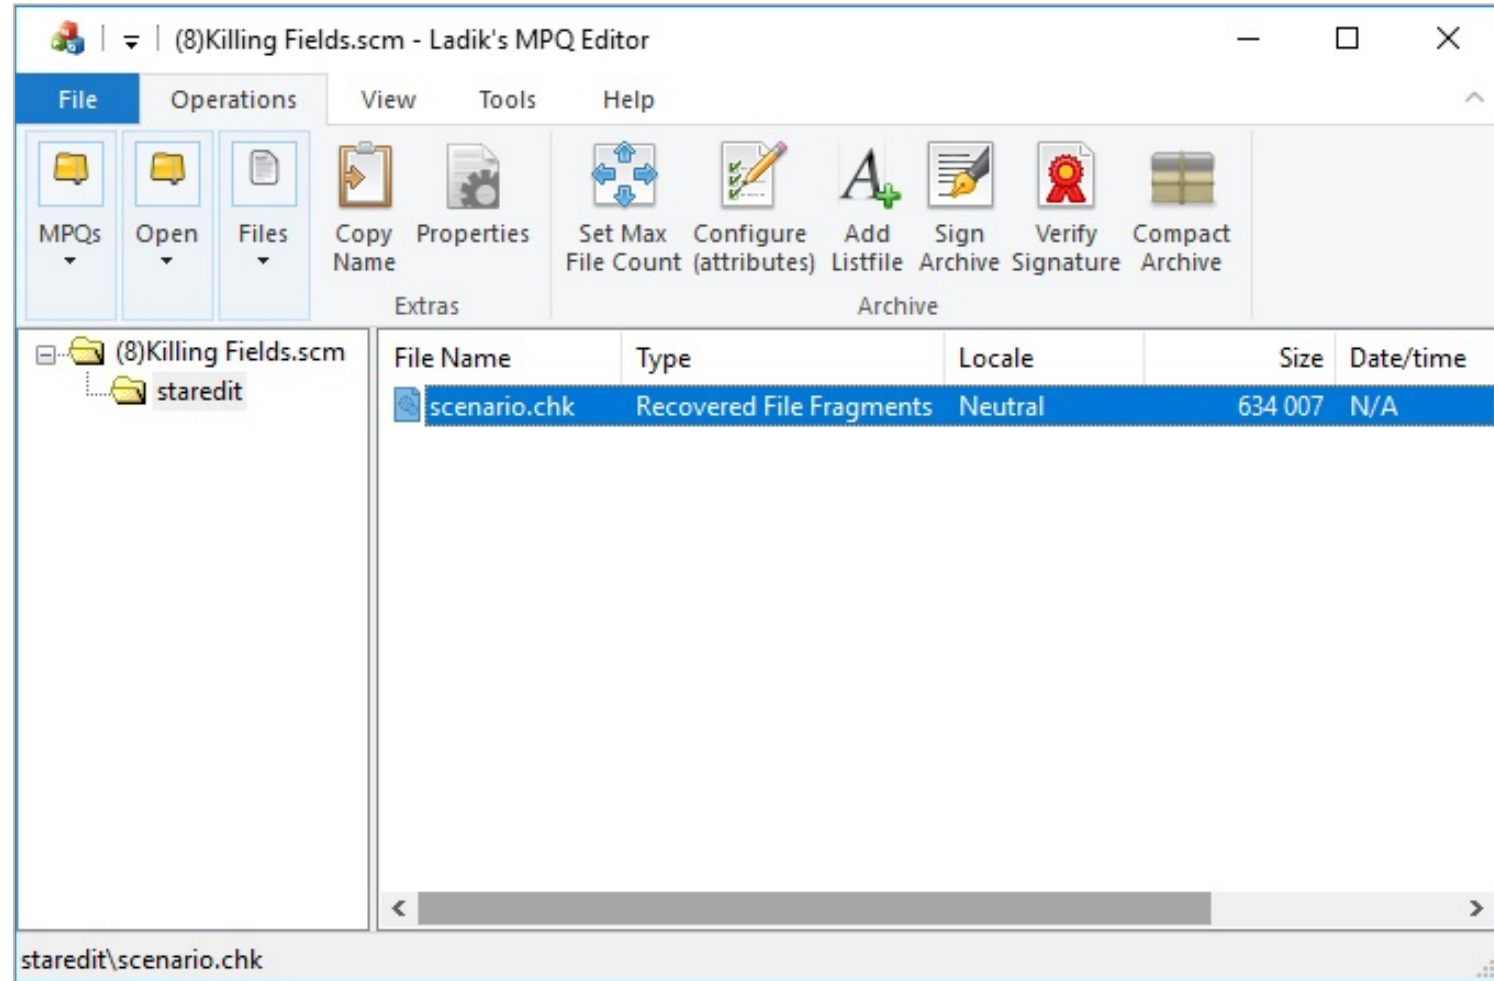 (8)Killing Fields.scm - Ladik's MPQ Editor
File Operations View Tools Help
MPQs Open Files Copy Name Properties Set Max File Count Configure (attributes) Add Listfile Sign Archive Verify Signature Compact Archive
Extras Archive
(8)Killing Fields.scm
staredit
File Name Type Locale Size Date/time
scenario.chk Recovered File Fragments Neutral 634 007 N/A
staredit\scenario.chk